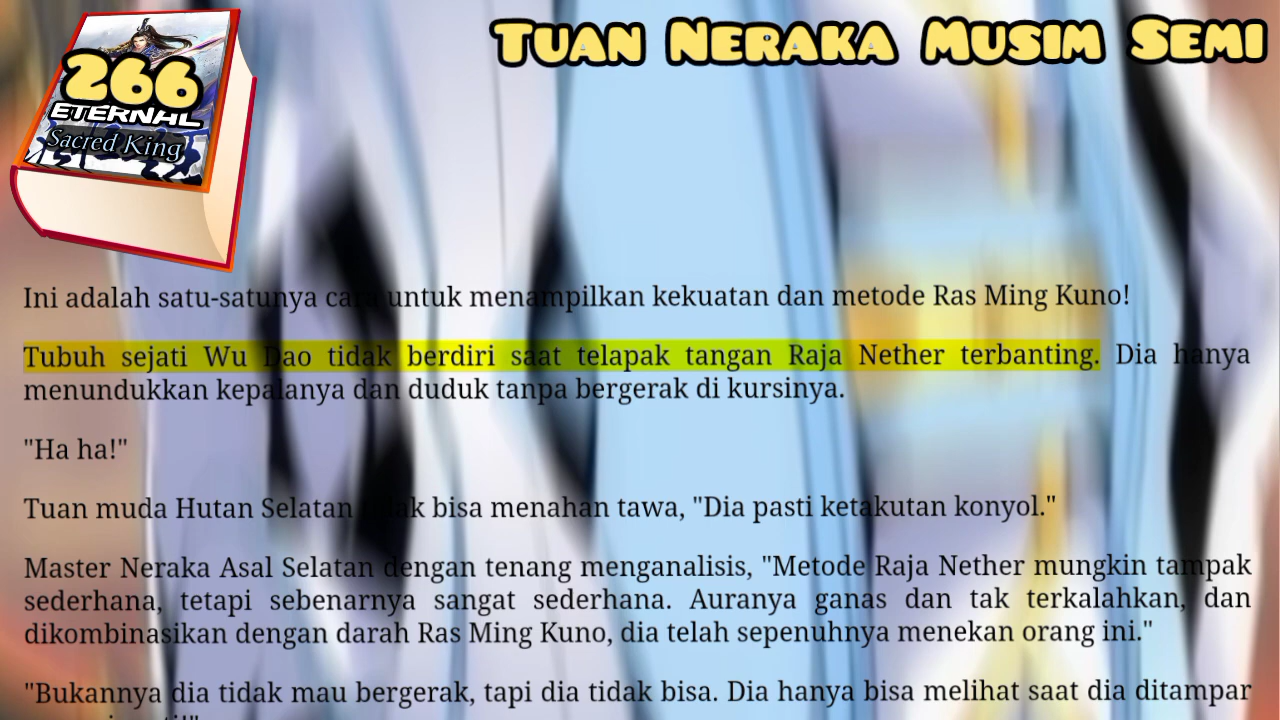 Tuan Neraka Musim Semi
266
ETERNAL
Sacred King
Ini adalah satu-satunya cara untuk menampilkan kekuatan dan metode Ras Ming Kuno!
Tubuh sejati Wu Dao tidak berdiri saat telapak tangan Raja Nether terbanting. Dia hanya
menundukkan kepalanya dan duduk tanpa bergerak di kursinya.
"Ha ha!"
Tuan muda Hutan Selatan tidak bisa menahan tawa, "Dia pasti ketakutan konyol."
Master Neraka Asal Selatan dengan tenang menganalisis, "Metode Raja Nether mungkin tampak
sederhana, tetapi sebenarnya sangat sederhana. Auranya ganas dan tak terkalahkan, dan
dikombinasikan dengan darah Ras Ming Kuno, dia telah sepenuhnya menekan orang ini."
"Bukannya dia tidak mau bergerak, tapi dia tidak bisa. Dia hanya bisa melihat saat dia ditampar